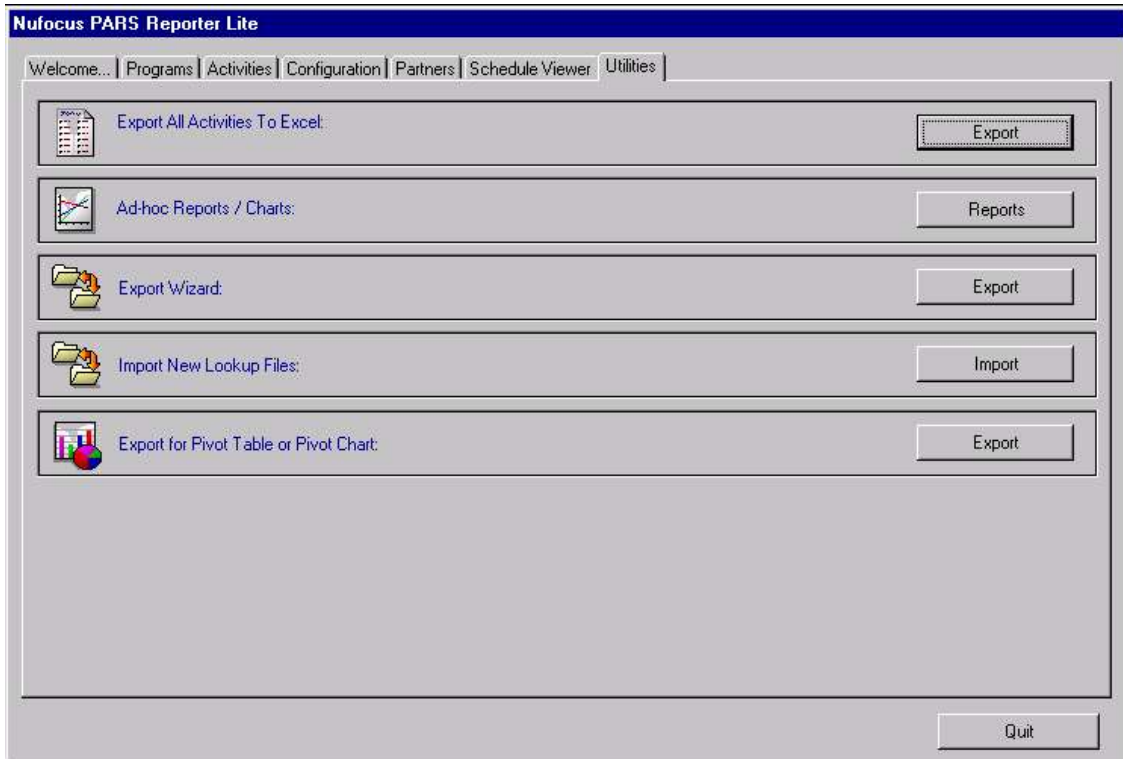 Nufocus PARS Reporter Lite
Welcome... Programs Activities Configuration Partners Schedule Viewer Utilities
Export All Activities To Excel: Export
Ad-hoc Reports / Charts: Reports
Export Wizard: Export
Import New Lookup Files: Import
Export for Pivot Table or Pivot Chart: Export
Quit